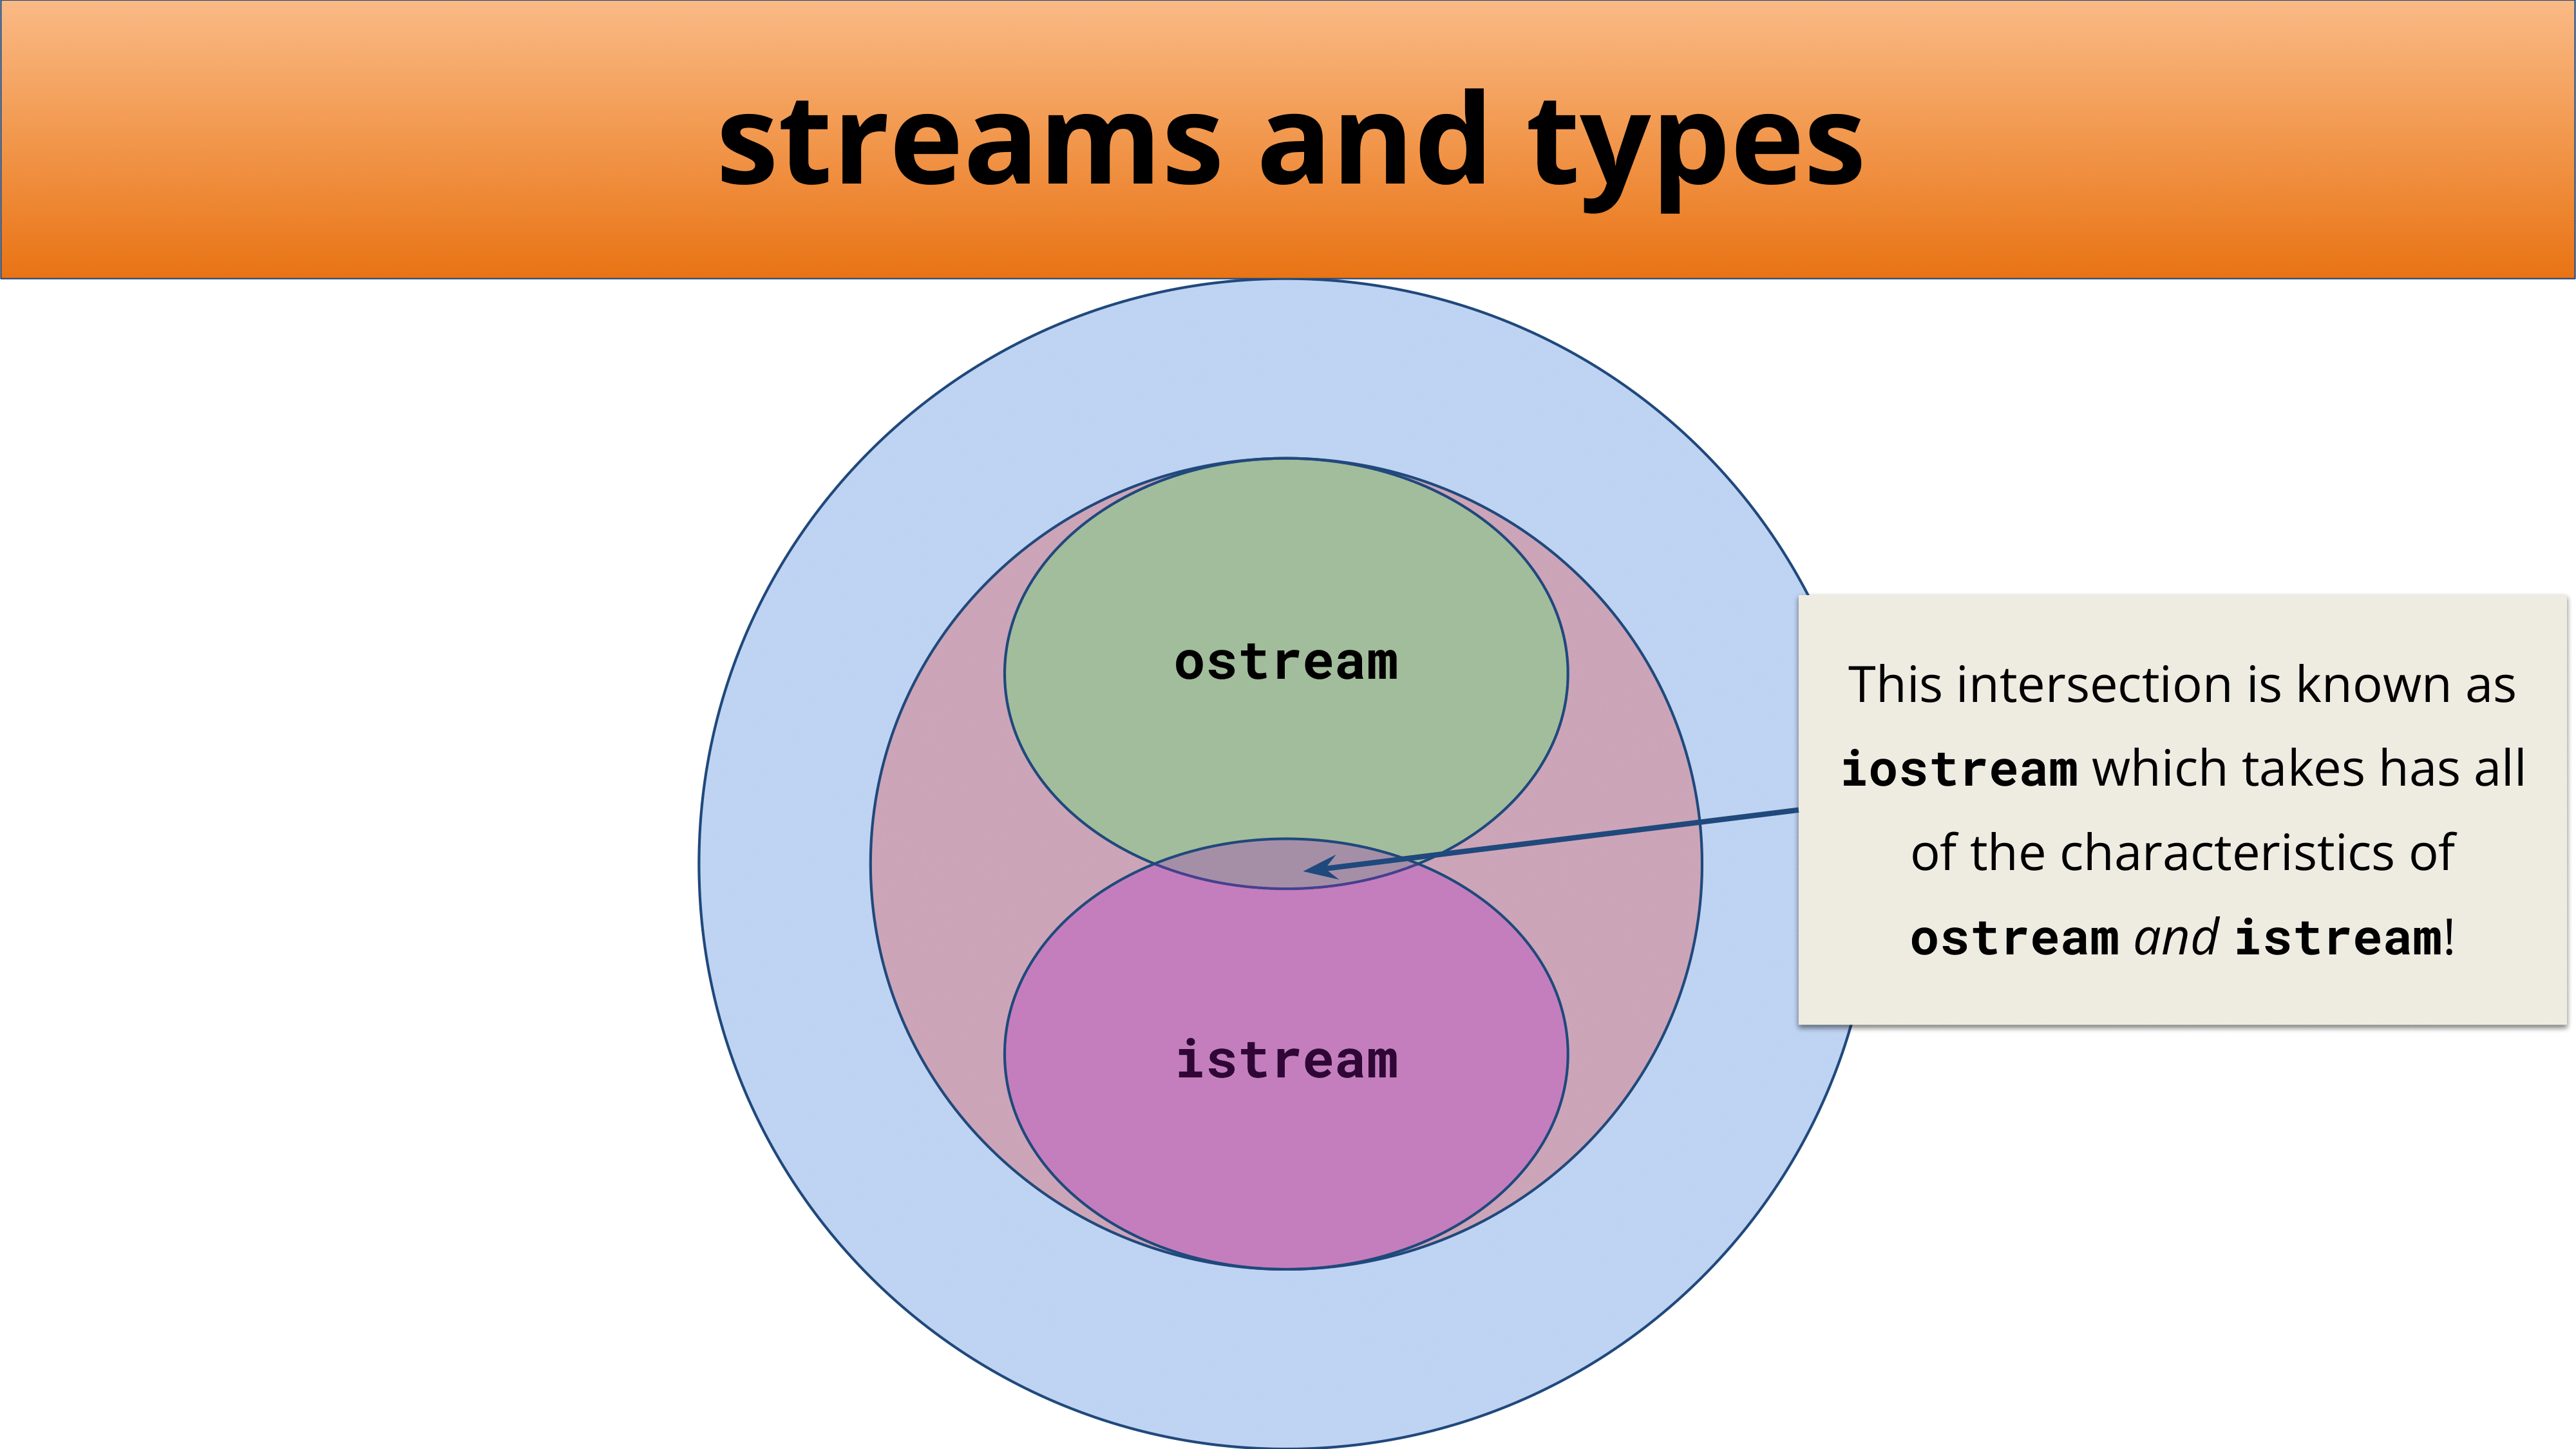 streams and types
ostream
This intersection is known as
iostream which takes has all
of the characteristics of
ostream and istream!
istream